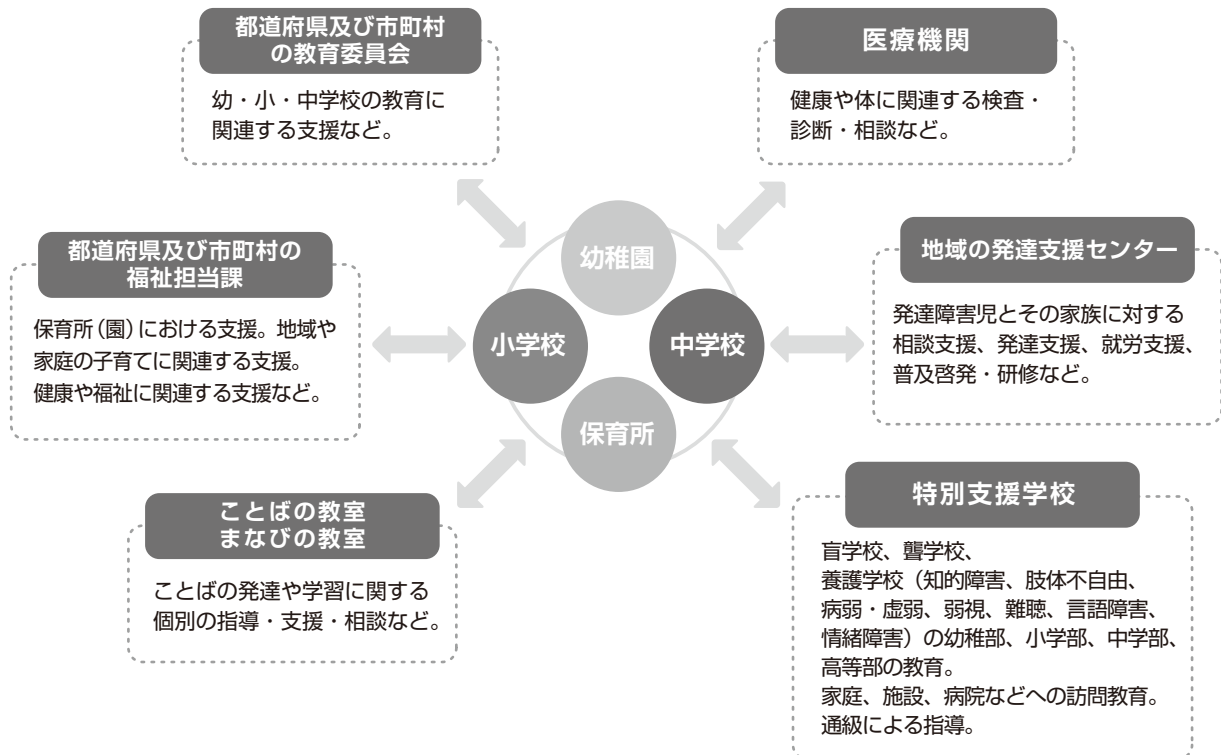 都道府県及び市町村
の教育委員会
幼・小・中学校の教育に
関連する支援など。
医療機関
健康や体に関連する検査・
診断・相談など。
都道府県及び市町村の
福祉担当課
保育所(園)における支援。地域や
家庭の子育てに関連する支援。
健康や福祉に関連する支援など。
幼稚園
小学校
中学校
保育所
地域の発達支援センター
発達障害児とその家族に対する
相談支援、発達支援、就労支援、
普及啓発・研修など。
ことばの教室
まなびの教室
ことばの発達や学習に関する
個別の指導・支援・相談など。
特別支援学校
盲学校、聾学校、
養護学校（知的障害、肢体不自由、
病弱・虚弱、弱視、難聴、言語障害、
情緒障害）の幼稚部、小学部、中学部、
高等部の教育。
家庭、施設、病院などへの訪問教育。
通級による指導。